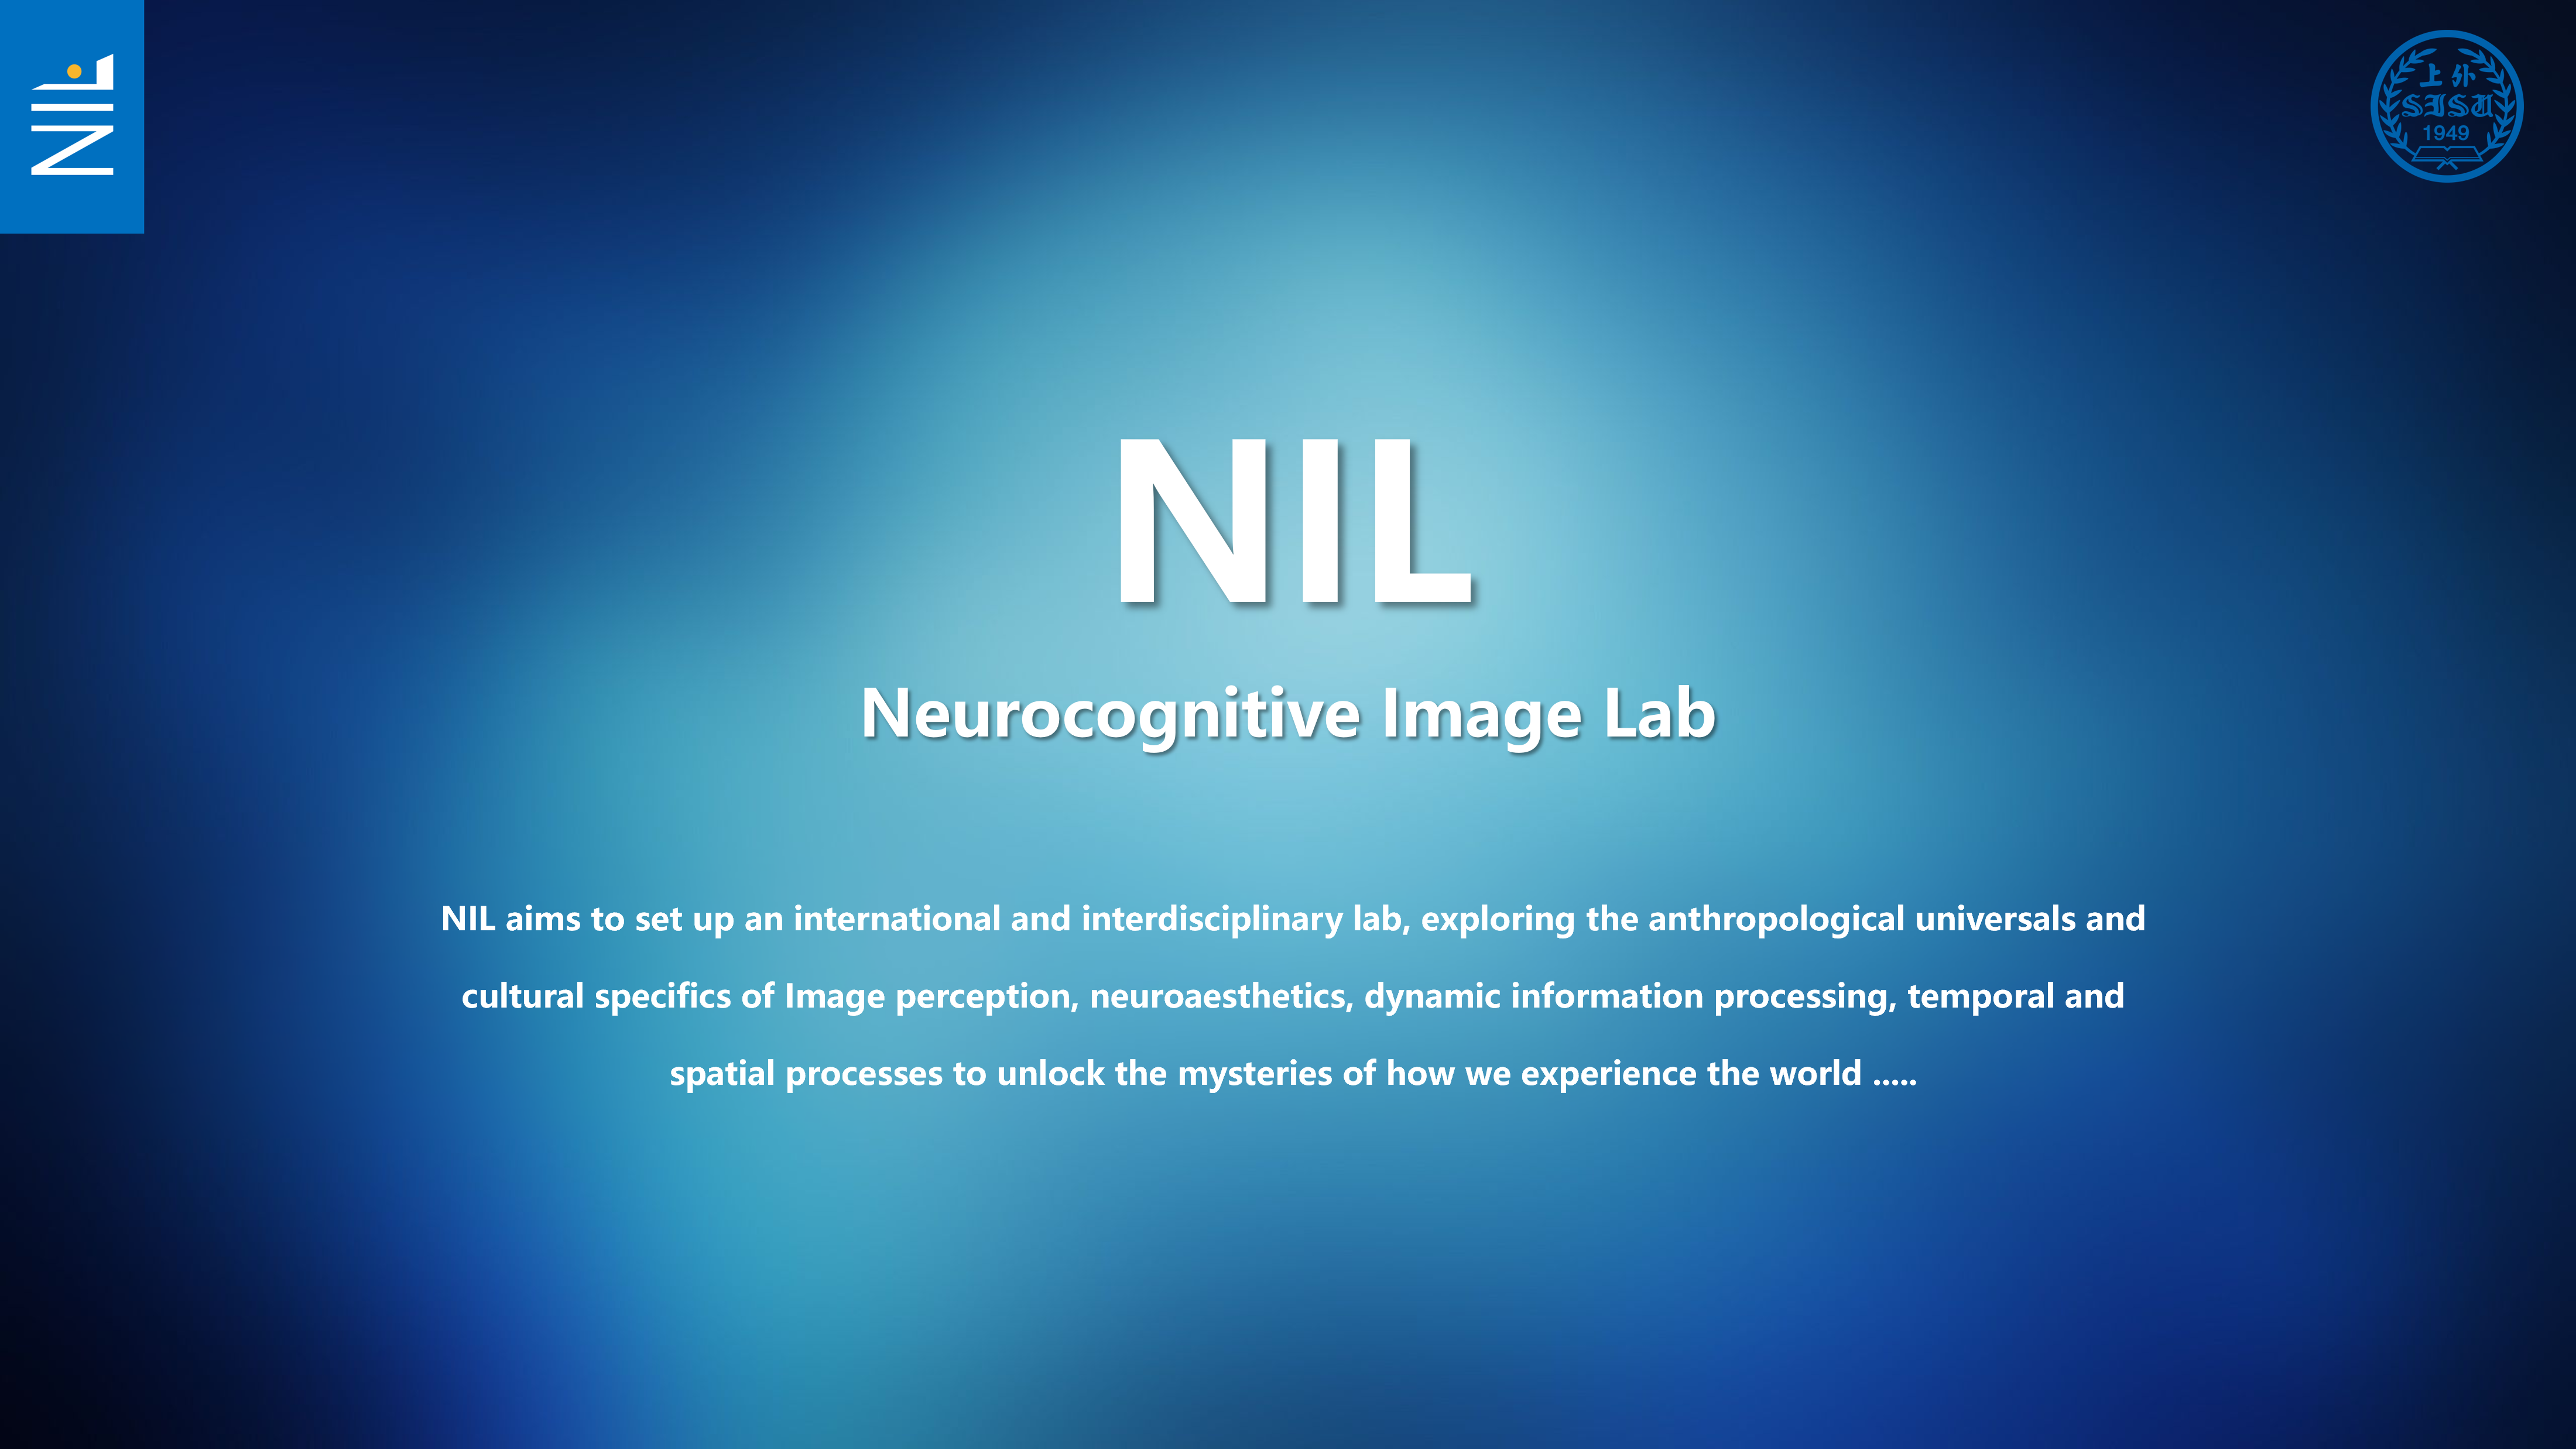 NIL
上外
SISU
1949
NIL
Neurocognitive Image Lab
NIL aims to set up an international and interdisciplinary lab, exploring the anthropological universals and
cultural specifics of Image perception, neuroaesthetics, dynamic information processing, temporal and
spatial processes to unlock the mysteries of how we experience the world .....